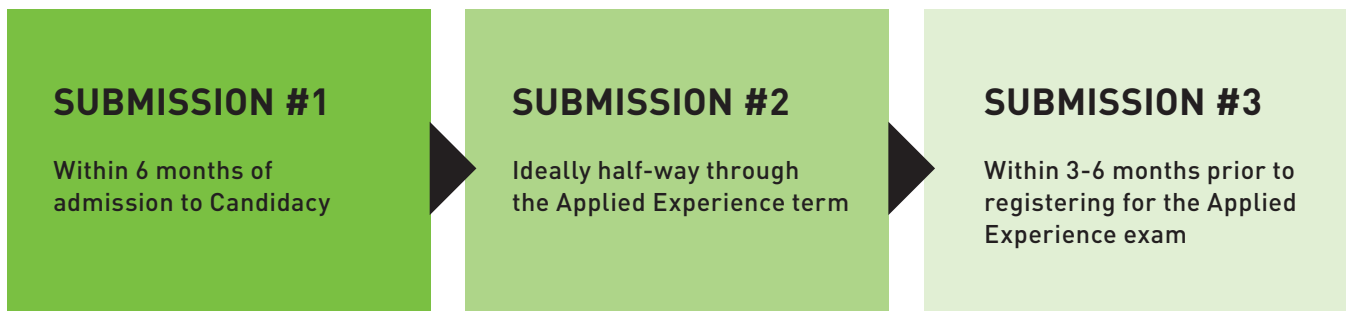 SUBMISSION #1
Within 6 months of
admission to Candidacy
SUBMISSION #2
Ideally half-way through
the Applied Experience term
SUBMISSION #3
Within 3-6 months prior to
registering for the Applied
Experience exam